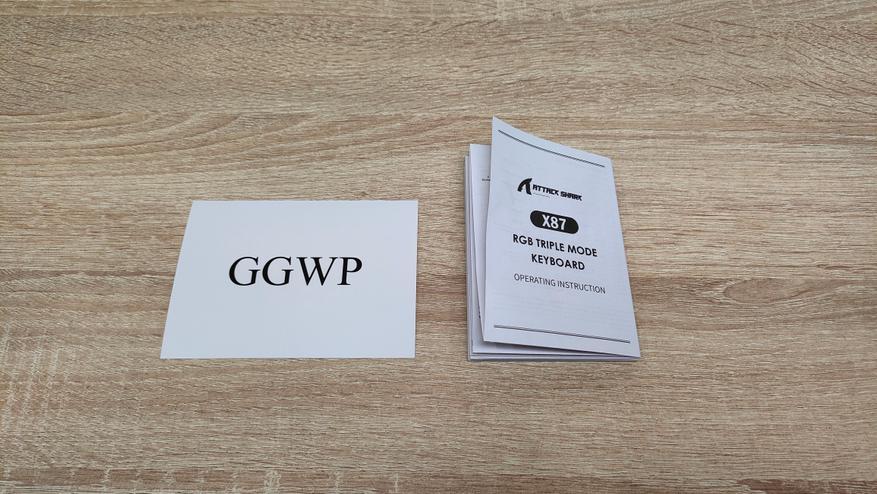 GGWP
ATTACK SHARK
X87
RGB TRIPLE MODE
KEYBOARD
OPERATING INSTRUCTION